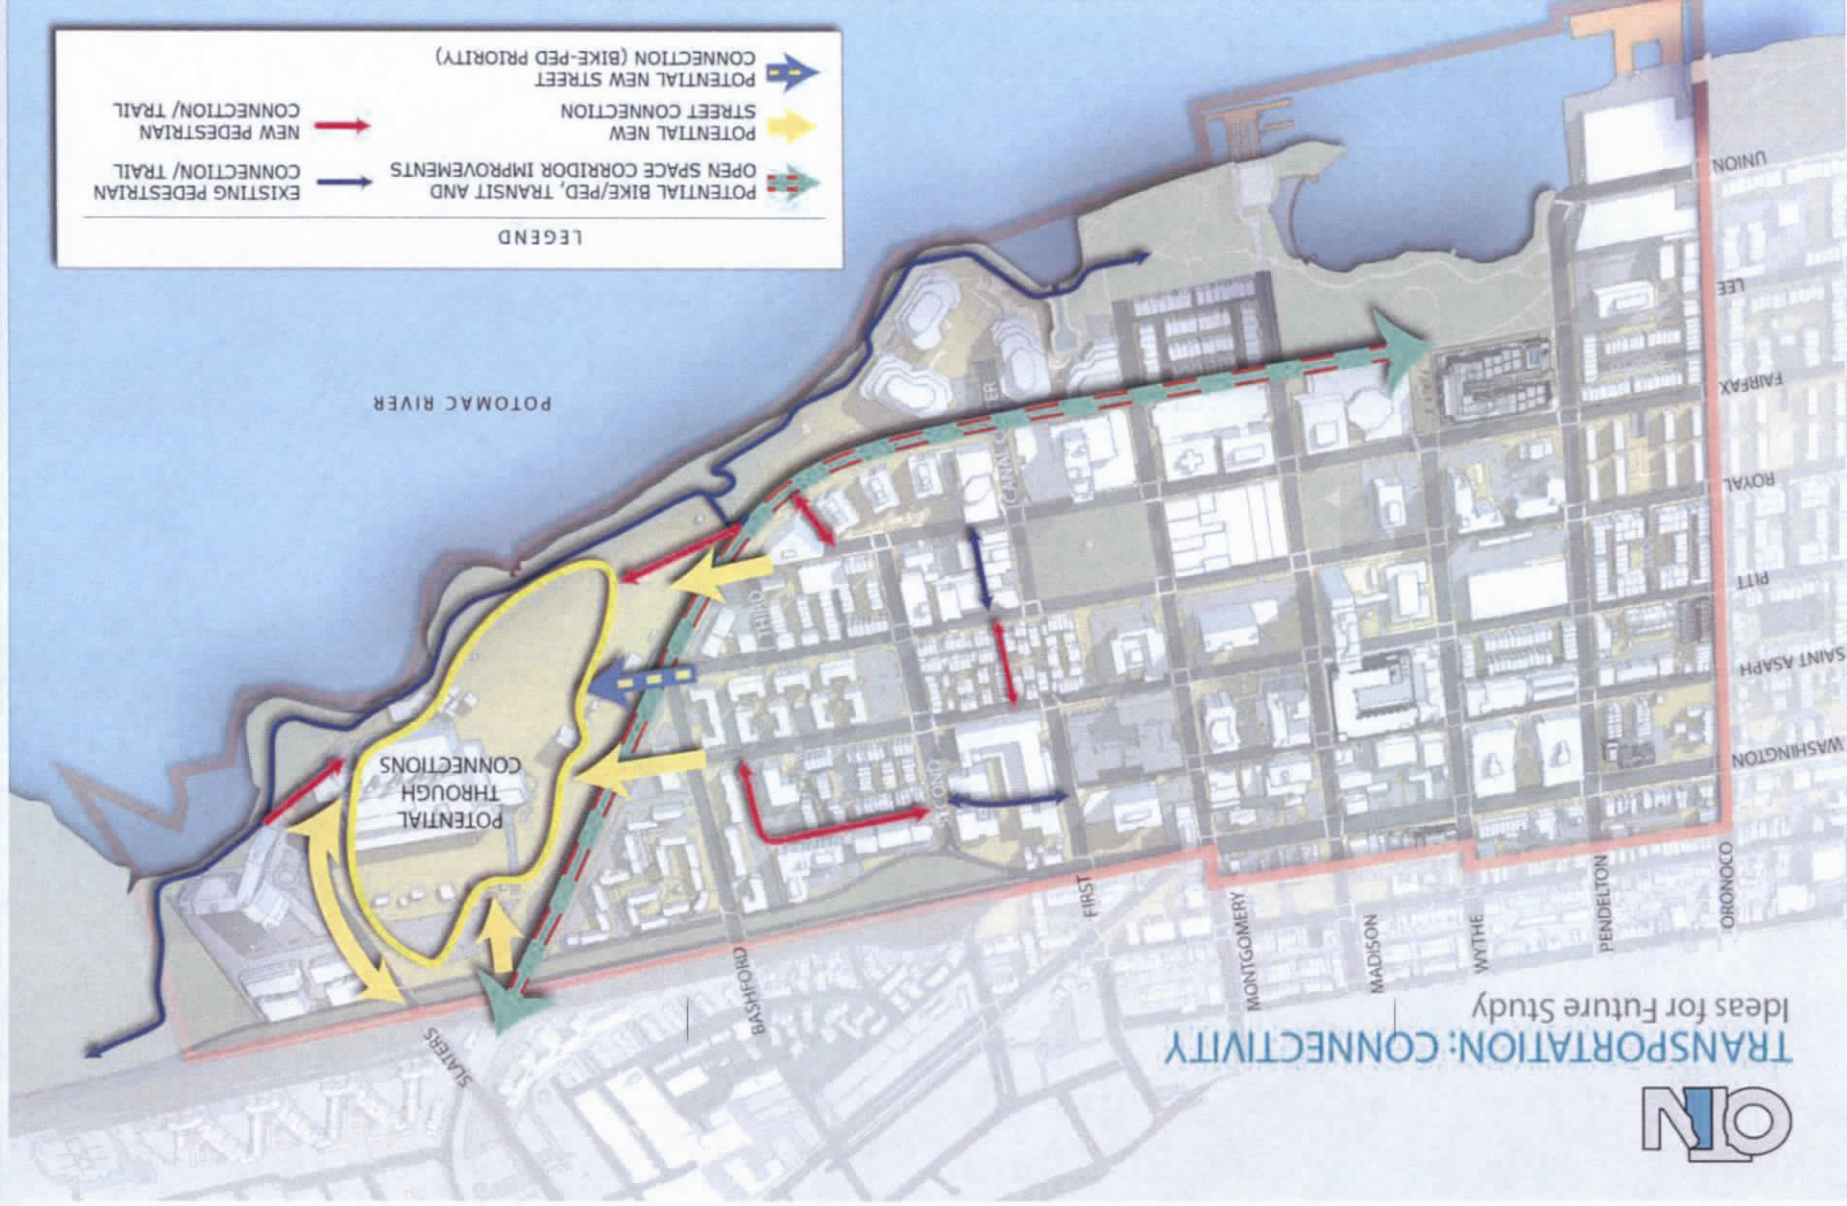 OTN
TRANSPORTATION: CONNECTIVITY
Ideas for Future Study
ORONOCO
PENDELTON
WYTHE
MADISON
MONTGOMERY
FIRST
BASHFORD
SLATERS
WASHINGTON
SAINT ASAPH
PITT
ROYAL
FAIRFAX
LEE
UNION
SECOND
THIRD
POTENTIAL
THROUGH
CONNECTIONS
POTOMAC RIVER
LEGEND
POTENTIAL BIKE/PED, TRANSIT AND
OPEN SPACE CORRIDOR IMPROVEMENTS
POTENTIAL NEW
STREET CONNECTION
POTENTIAL NEW STREET
CONNECTION (BIKE-PED PRIORITY)
EXISTING PEDESTRIAN
CONNECTION/ TRAIL
NEW PEDESTRIAN
CONNECTION/ TRAIL